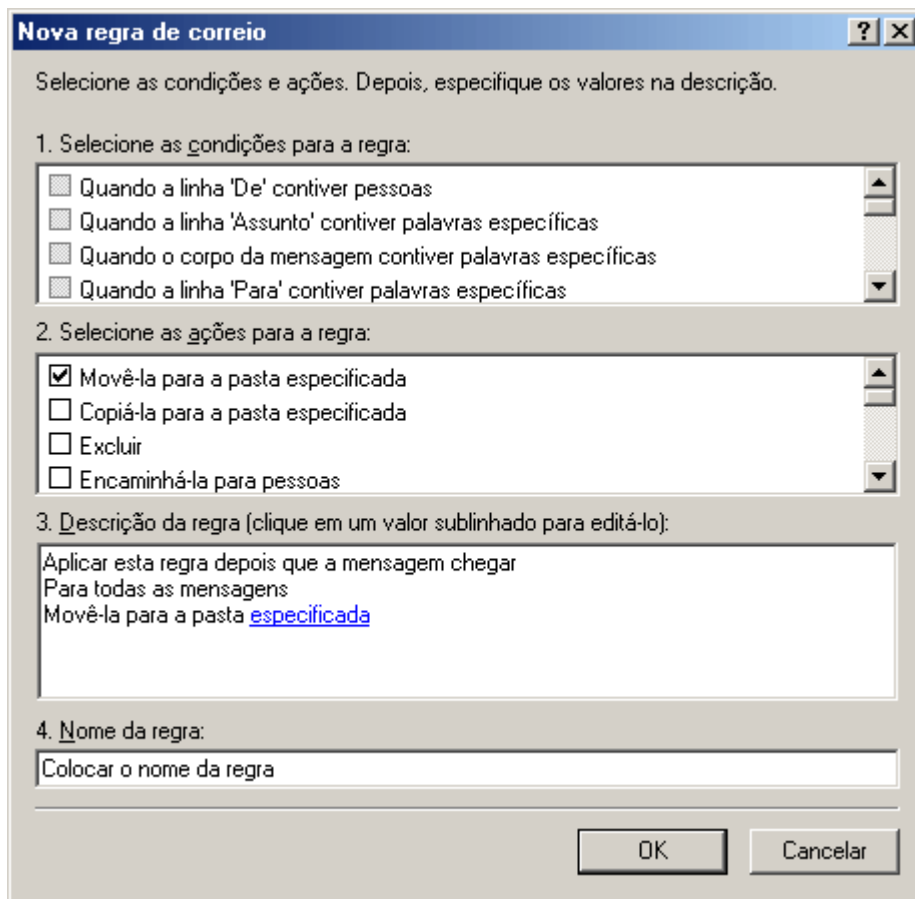 Nova regra de correio
Selecione as condições e ações. Depois, especifique os valores na descrição.
1. Selecione as condições para a regra:
Quando a linha 'De' contiver pessoas
Quando a linha 'Assunto' contiver palavras específicas
Quando o corpo da mensagem contiver palavras específicas
Quando a linha 'Para' contiver palavras específicas
2. Selecione as ações para a regra:
Movê-la para a pasta especificada
Copiá-la para a pasta especificada
Excluir
Encaminhá-la para pessoas
3. Descrição da regra (clique em um valor sublinhado para editá-lo):
Aplicar esta regra depois que a mensagem chegar
Para todas as mensagens
Movê-la para a pasta especificada
4. Nome da regra:
Colocar o nome da regra
OK Cancelar